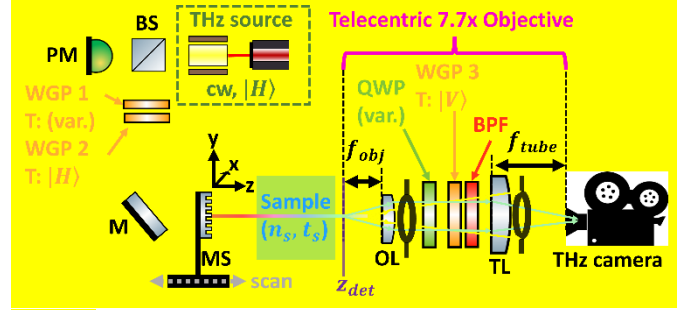 THz source
Telecentric 7.7x Objective
BS
PM
cw, |H⟩
WGP 1
T: (var.)
WGP 2
T: |H⟩
QWP
(var.)
WGP 3
T: |V⟩
BPF
f_obj
f_tube
y
x
z
Sample
(n_s, t_s)
M
MS
scan
z_det
OL
TL
THz camera